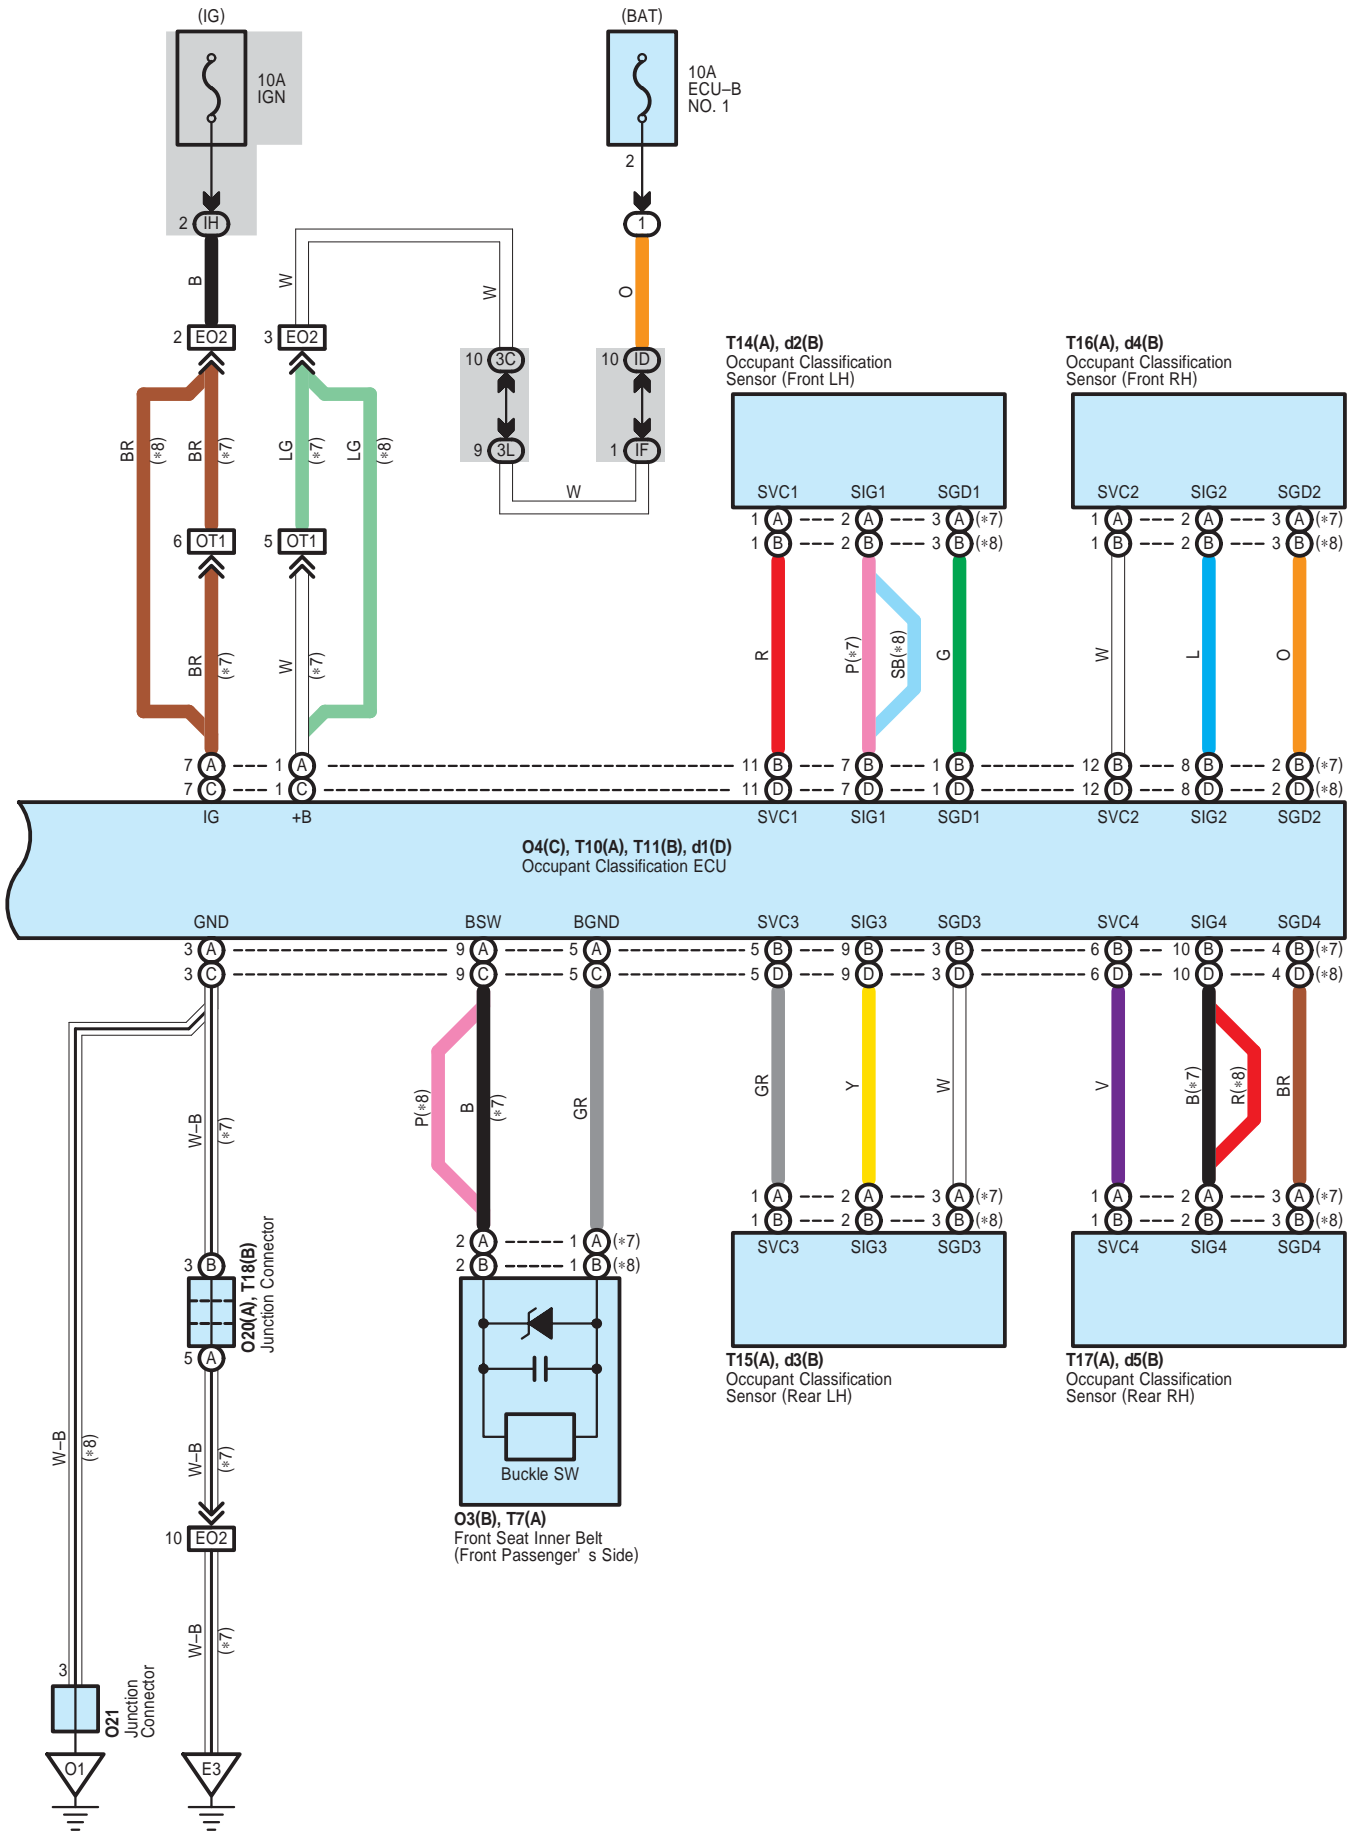 (IG)
(BAT)
10A
IGN
10A
ECU–B
NO. 1
2
2 IH
1
B
W
W
O
2 EO2
3 EO2
10 3C
10 ID
T14(A), d2(B)
Occupant Classification
Sensor (Front LH)
T16(A), d4(B)
Occupant Classification
Sensor (Front RH)
BR
(*8)
BR
(*7)
LG
(*7)
LG
(*8)
9 3L
1 IF
W
SVC1 SIG1 SGD1
SVC2 SIG2 SGD2
1 A 2 A 3 A (*7)
1 B 2 B 3 B (*8)
1 A 2 A 3 A (*7)
1 B 2 B 3 B (*8)
6 OT1
5 OT1
BR
(*7)
W
(*7)
R
P(*7)
SB(*8)
G
W
L
O
7 A 1 A 11 B 7 B 1 B 12 B 8 B 2 B (*7)
7 C 1 C 11 D 7 D 1 D 12 D 8 D 2 D (*8)
IG +B SVC1 SIG1 SGD1 SVC2 SIG2 SGD2
O4(C), T10(A), T11(B), d1(D)
Occupant Classification ECU
GND BSW BGND SVC3 SIG3 SGD3 SVC4 SIG4 SGD4
3 A 9 A 5 A 5 B 9 B 3 B 6 B 10 B 4 B (*7)
3 C 9 C 5 C 5 D 9 D 3 D 6 D 10 D 4 D (*8)
W–B
(*7)
P(*8)
B
(*7)
GR
GR
Y
W
V
B(*7)
R(*8)
BR
1 A 2 A 3 A (*7)
1 B 2 B 3 B (*8)
1 A 2 A 3 A (*7)
1 B 2 B 3 B (*8)
2 A 1 A (*7)
2 B 1 B (*8)
SVC3 SIG3 SGD3
SVC4 SIG4 SGD4
3 B
O20(A), T18(B)
Junction Connector
5 A
T15(A), d3(B)
Occupant Classification
Sensor (Rear LH)
T17(A), d5(B)
Occupant Classification
Sensor (Rear RH)
W–B
(*8)
W–B
(*7)
Buckle SW
O3(B), T7(A)
Front Seat Inner Belt
(Front Passenger' s Side)
10 EO2
W–B
(*7)
3
O21
Junction
Connector
O1
E3